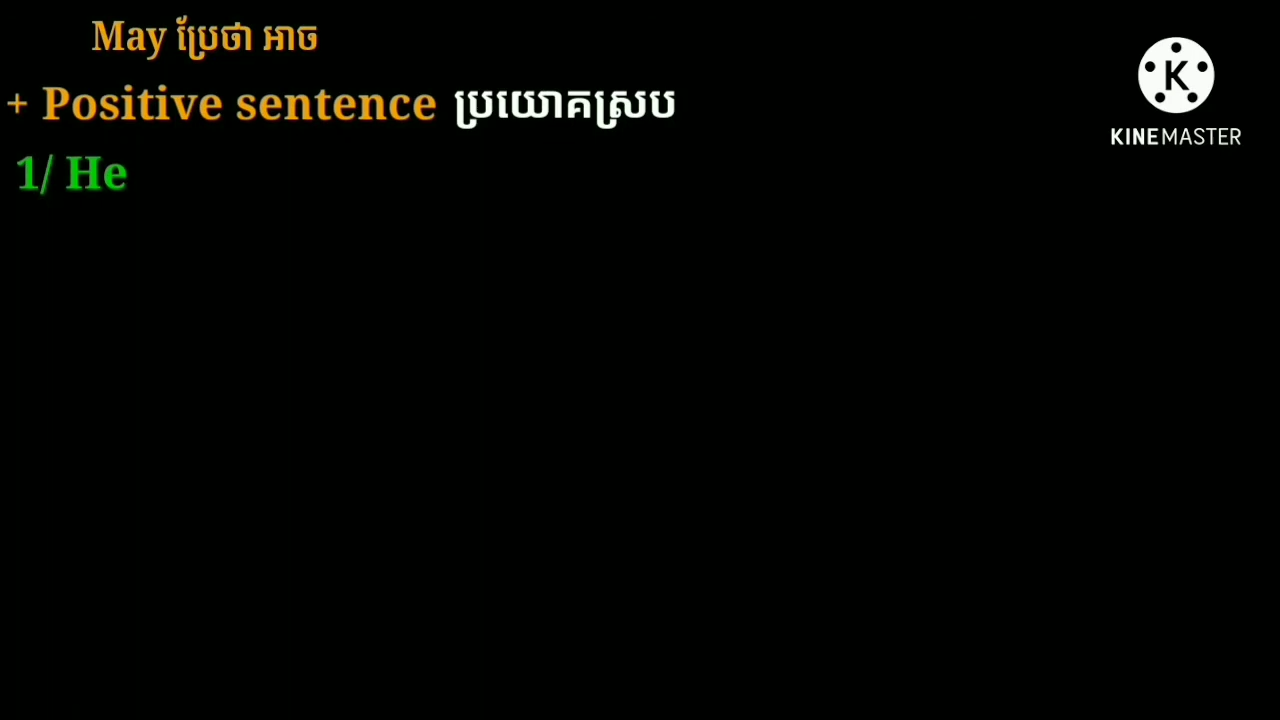 May ប្រែថា អាច
+ Positive sentence ប្រយោគស្រប
1/ He
K
KINEMASTER